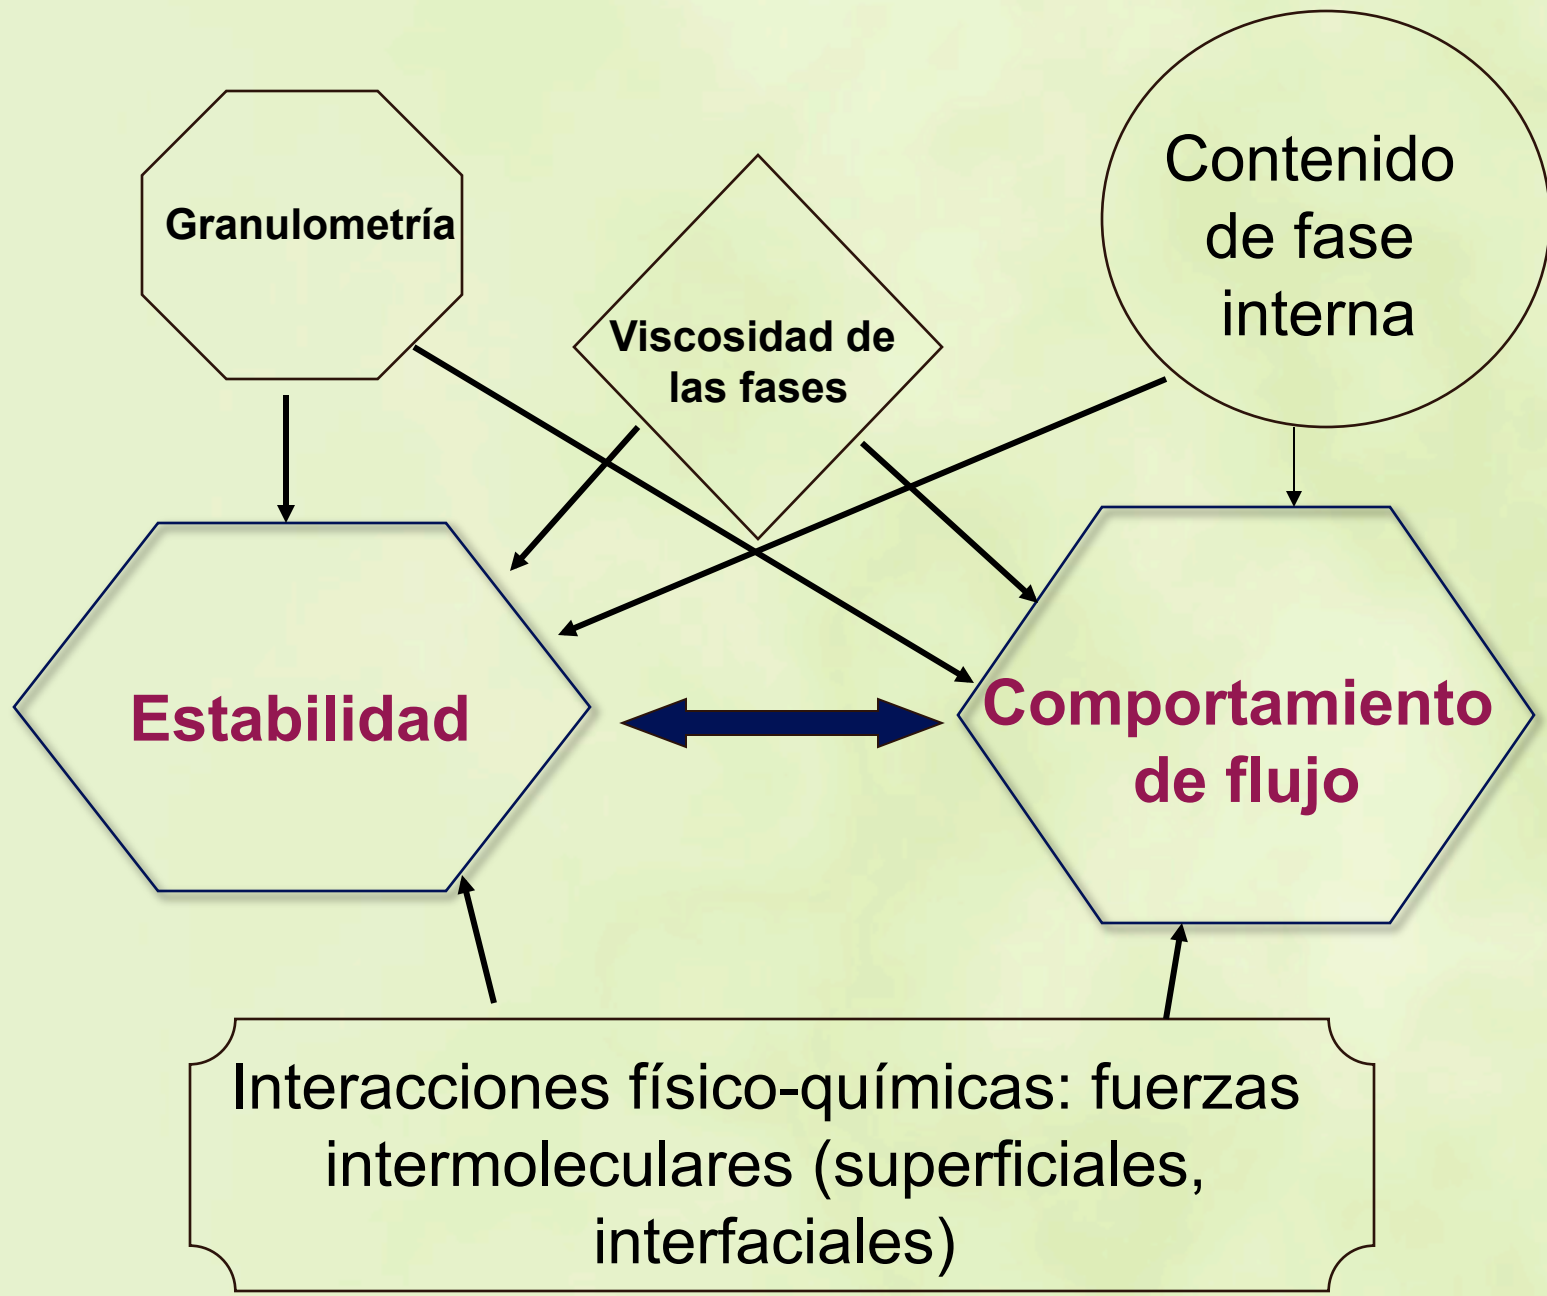 Granulometría
Viscosidad de
las fases
Contenido
de fase
interna
Estabilidad
Comportamiento
de flujo
Interacciones físico-químicas: fuerzas
intermoleculares (superficiales,
interfaciales)